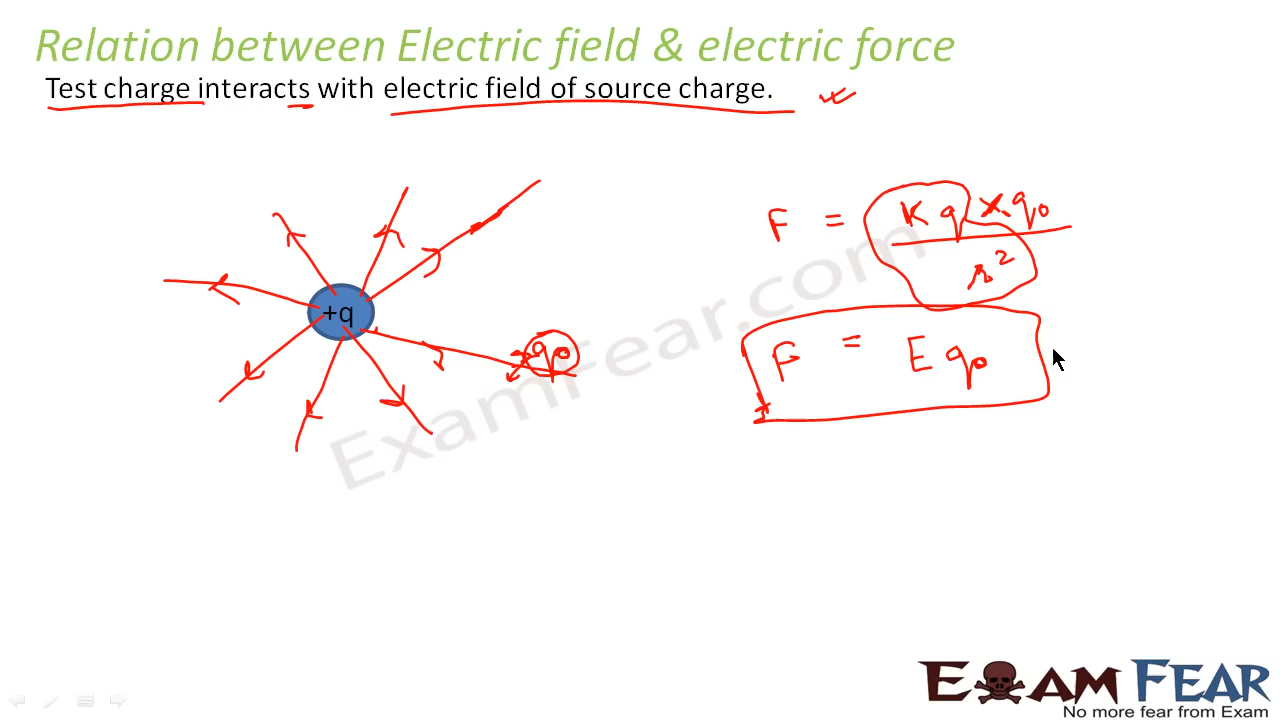 Relation between Electric field & electric force
Test charge interacts with electric field of source charge.
F = K q x q₀
r²
+q
q₀
F = E q₀
ExamFear.com
EXAM FEAR
No more fear from Exam